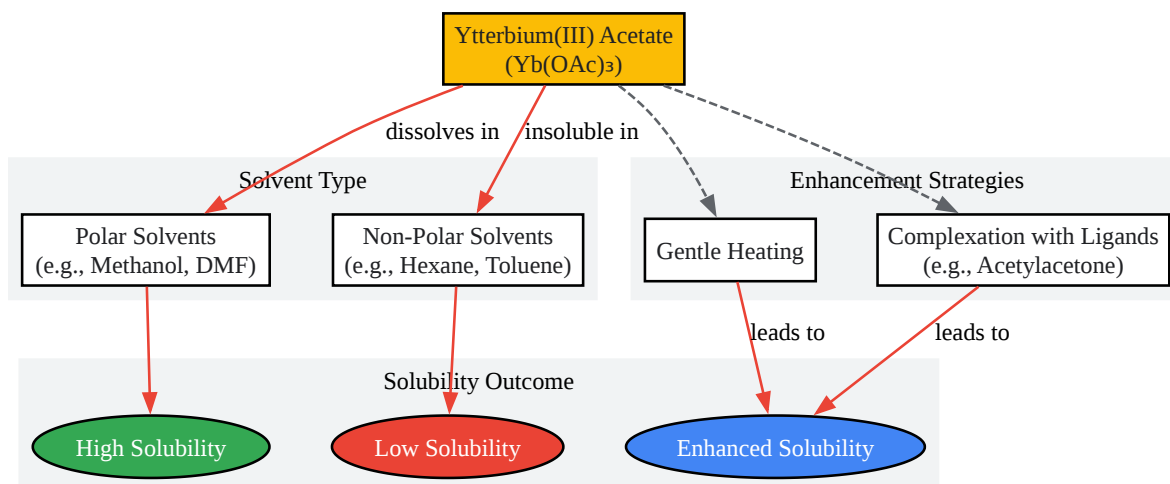 Ytterbium(III) Acetate
(Yb(OAc)₃)
dissolves in
insoluble in
Solvent Type
Enhancement Strategies
Polar Solvents
(e.g., Methanol, DMF)
Non-Polar Solvents
(e.g., Hexane, Toluene)
Gentle Heating
Complexation with Ligands
(e.g., Acetylacetone)
leads to
leads to
Solubility Outcome
High Solubility
Low Solubility
Enhanced Solubility